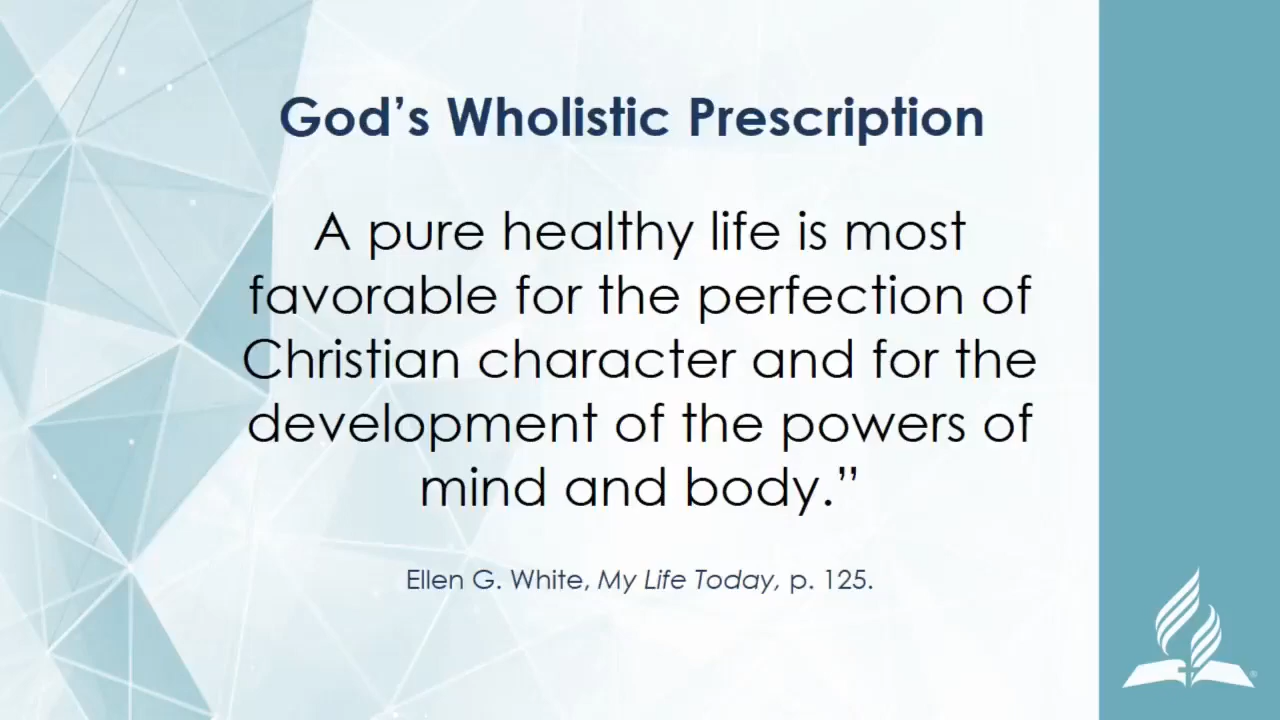 God’s Wholistic Prescription
A pure healthy life is most
favorable for the perfection of
Christian character and for the
development of the powers of
mind and body.”
Ellen G. White, My Life Today, p. 125.